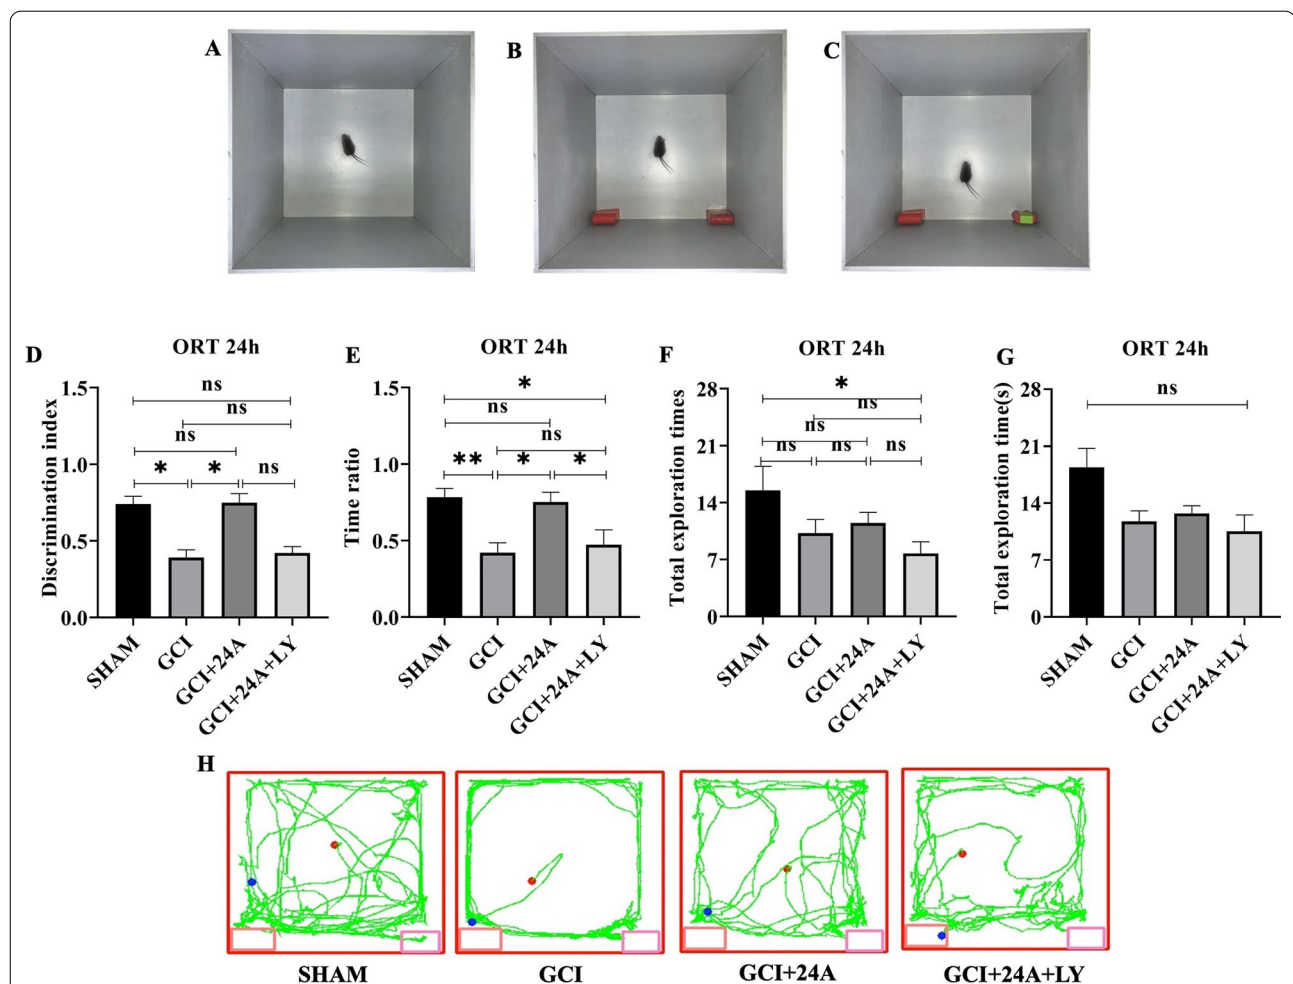 A
B
C
D
ORT 24h
Discrimination index
1.5
1.0
0.5
0.0
ns
ns
ns
*
*
ns
SHAM
GCI
GCI+24A
GCI+24A+LY
E
ORT 24h
Time ratio
1.5
1.0
0.5
0.0
*
ns
ns
**
*
*
SHAM
GCI
GCI+24A
GCI+24A+LY
F
ORT 24h
Total exploration times
28
21
14
7
0
*
ns
ns
ns
ns
ns
SHAM
GCI
GCI+24A
GCI+24A+LY
G
ORT 24h
Total exploration time(s)
28
21
14
7
0
ns
SHAM
GCI
GCI+24A
GCI+24A+LY
H
SHAM
GCI
GCI+24A
GCI+24A+LY